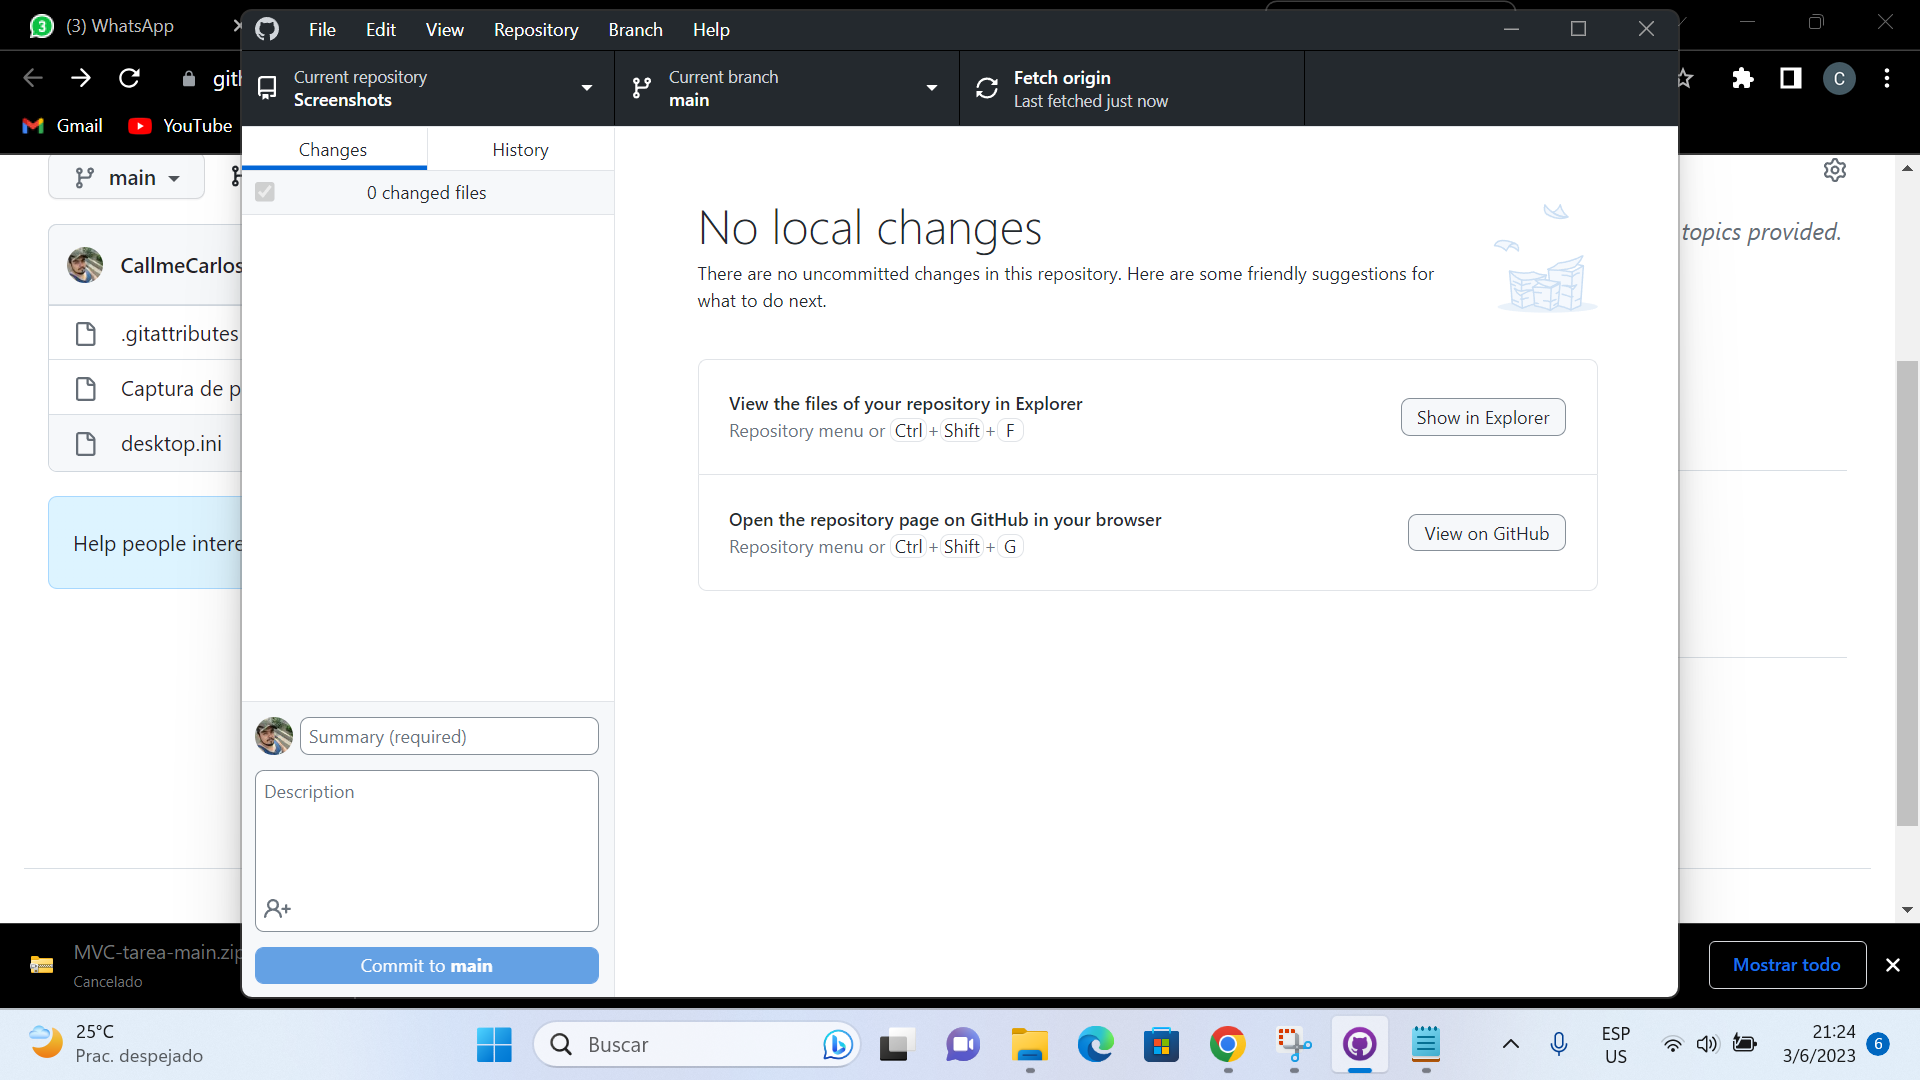 (3) WhatsApp
File Edit View Repository Branch Help
Current repository
Screenshots
Current branch
main
Fetch origin
Last fetched just now
C
Gmail YouTube
Changes History
0 changed files
main
CallmeCarlos
.gitattributes
Captura de p
desktop.ini
Help people intere
topics provided.
No local changes
There are no uncommitted changes in this repository. Here are some friendly suggestions for
what to do next.
View the files of your repository in Explorer
Repository menu or Ctrl + Shift + F
Show in Explorer
Open the repository page on GitHub in your browser
Repository menu or Ctrl + Shift + G
View on GitHub
Summary (required)
Description
Commit to main
MVC-tarea-main.zip
Cancelado
Mostrar todo
25°C
Prac. despejado
Buscar
ESP
US
21:24
3/6/2023
6